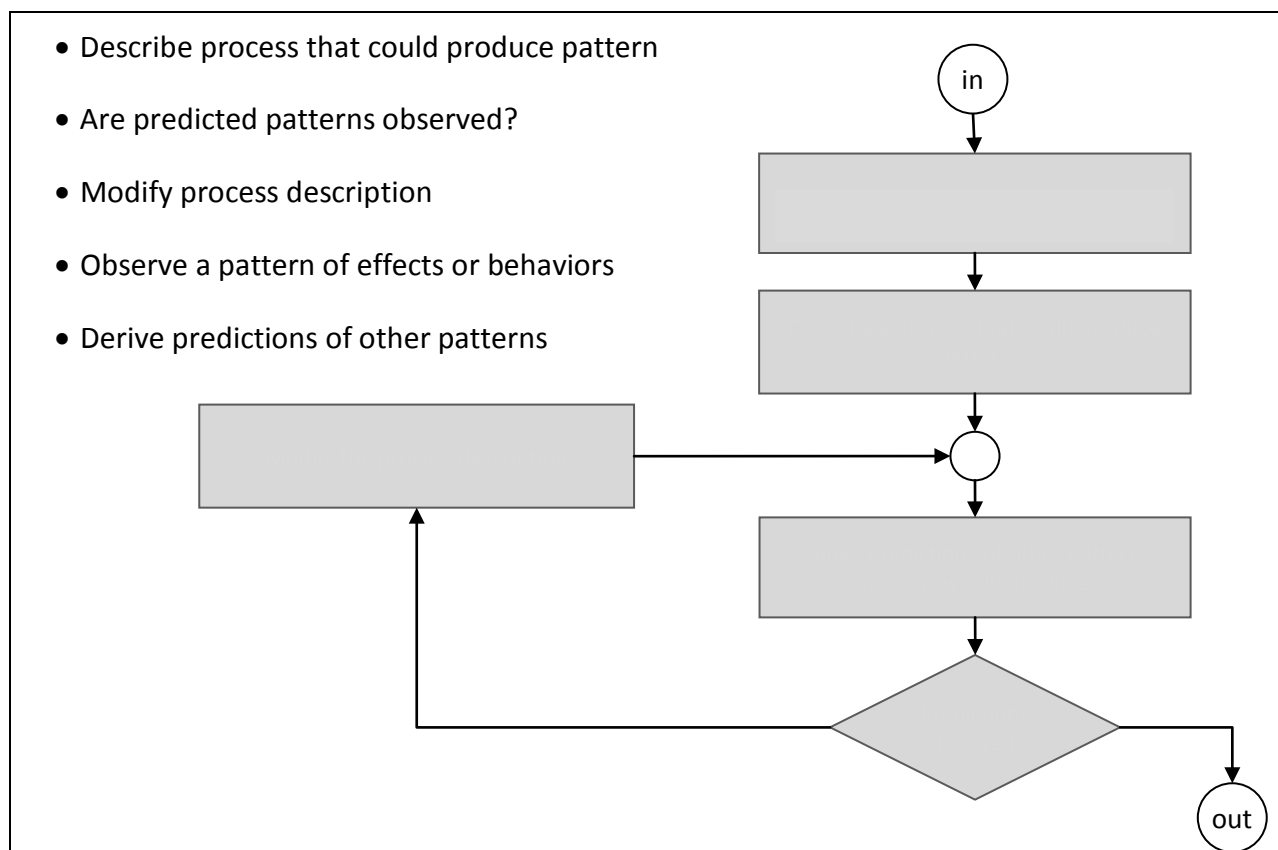 • Describe process that could produce pattern
in
• Are predicted patterns observed?
• Modify process description
• Observe a pattern of effects or behaviors
• Derive predictions of other patterns
out